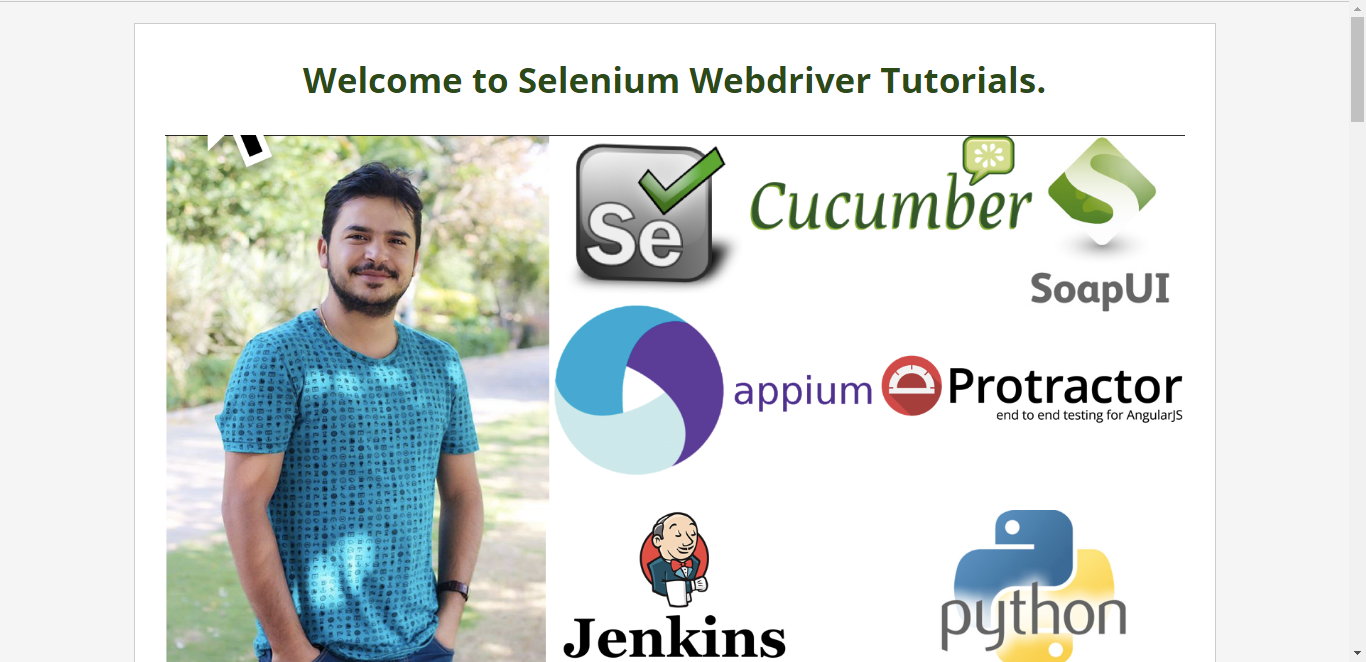 Welcome to Selenium Webdriver Tutorials.
Se
Cucumber
SoapUI
appium
Protractor
end to end testing for AngularJS
Jenkins
python